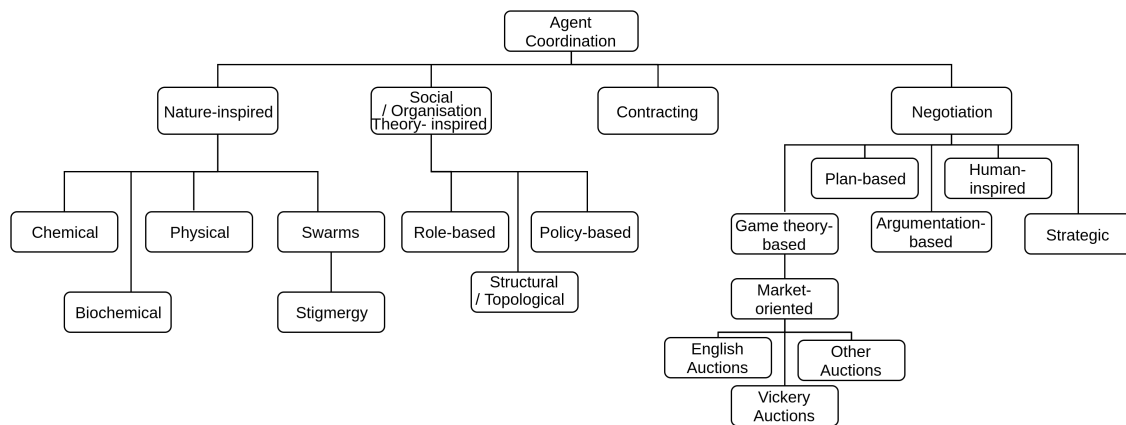 Agent
Coordination
Nature-inspired
Social
/ Organisation
Theory- inspired
Contracting
Negotiation
Plan-based
Human-
inspired
Chemical
Physical
Swarms
Role-based
Policy-based
Game theory-
based
Argumentation-
based
Strategic
Structural
/ Topological
Biochemical
Stigmergy
Market-
oriented
English
Auctions
Other
Auctions
Vickery
Auctions